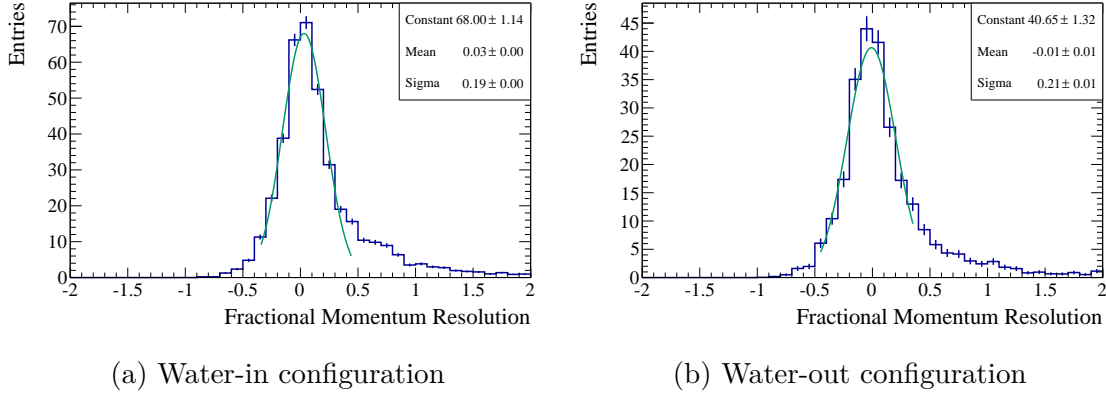 Entries
70
60
50
40
30
20
10
0
-2 -1.5 -1 -0.5 0 0.5 1 1.5 2
Fractional Momentum Resolution
Constant 68.00 ± 1.14
Mean 0.03 ± 0.00
Sigma 0.19 ± 0.00
(a) Water-in configuration
Entries
45
40
35
30
25
20
15
10
5
0
-2 -1.5 -1 -0.5 0 0.5 1 1.5 2
Fractional Momentum Resolution
Constant 40.65 ± 1.32
Mean -0.01 ± 0.01
Sigma 0.21 ± 0.01
(b) Water-out configuration